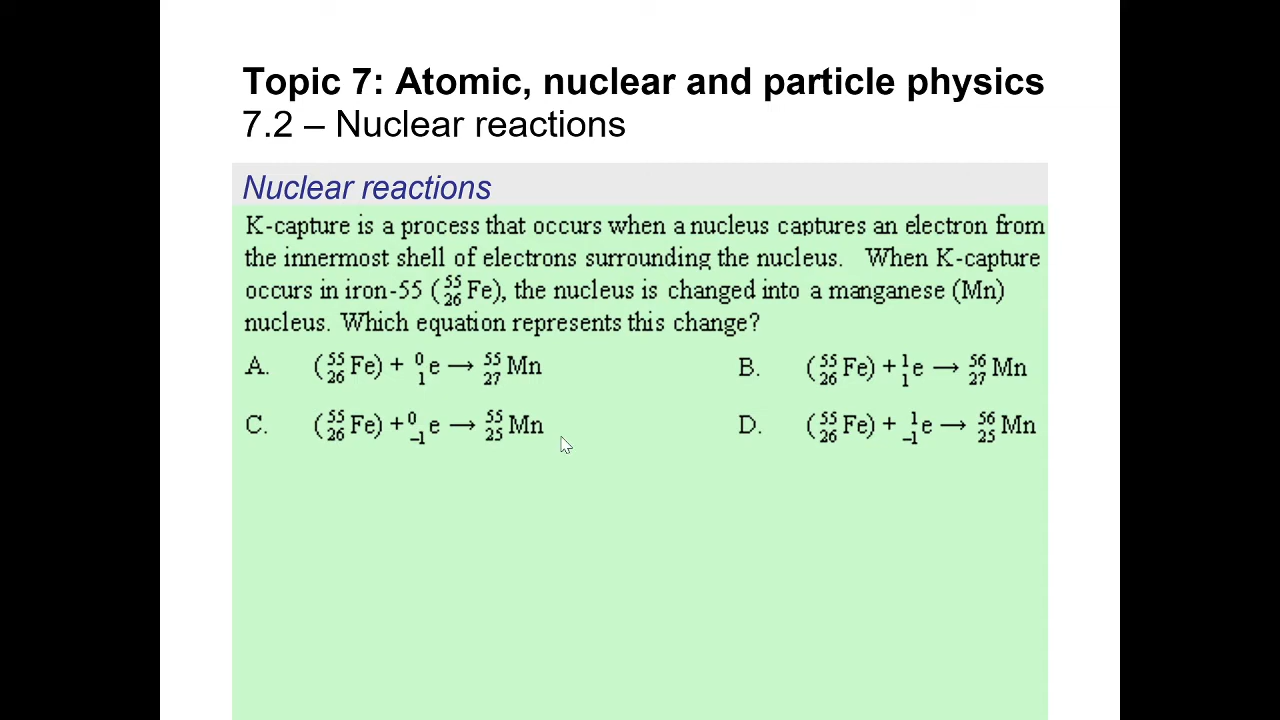 Topic 7: Atomic, nuclear and particle physics
7.2 – Nuclear reactions
Nuclear reactions
K-capture is a process that occurs when a nucleus captures an electron from
the innermost shell of electrons surrounding the nucleus. When K-capture
occurs in iron-55 (⁵⁵₂₆Fe), the nucleus is changed into a manganese (Mn)
nucleus. Which equation represents this change?
A. (⁵⁵₂₆Fe) + ⁰₁e → ⁵⁵₂₇Mn B. (⁵⁵₂₆Fe) + ¹₁e → ⁵⁶₂₇Mn
C. (⁵⁵₂₆Fe) + ⁰₋₁e → ⁵⁵₂₅Mn D. (⁵⁵₂₆Fe) + ¹₋₁e → ⁵⁶₂₅Mn